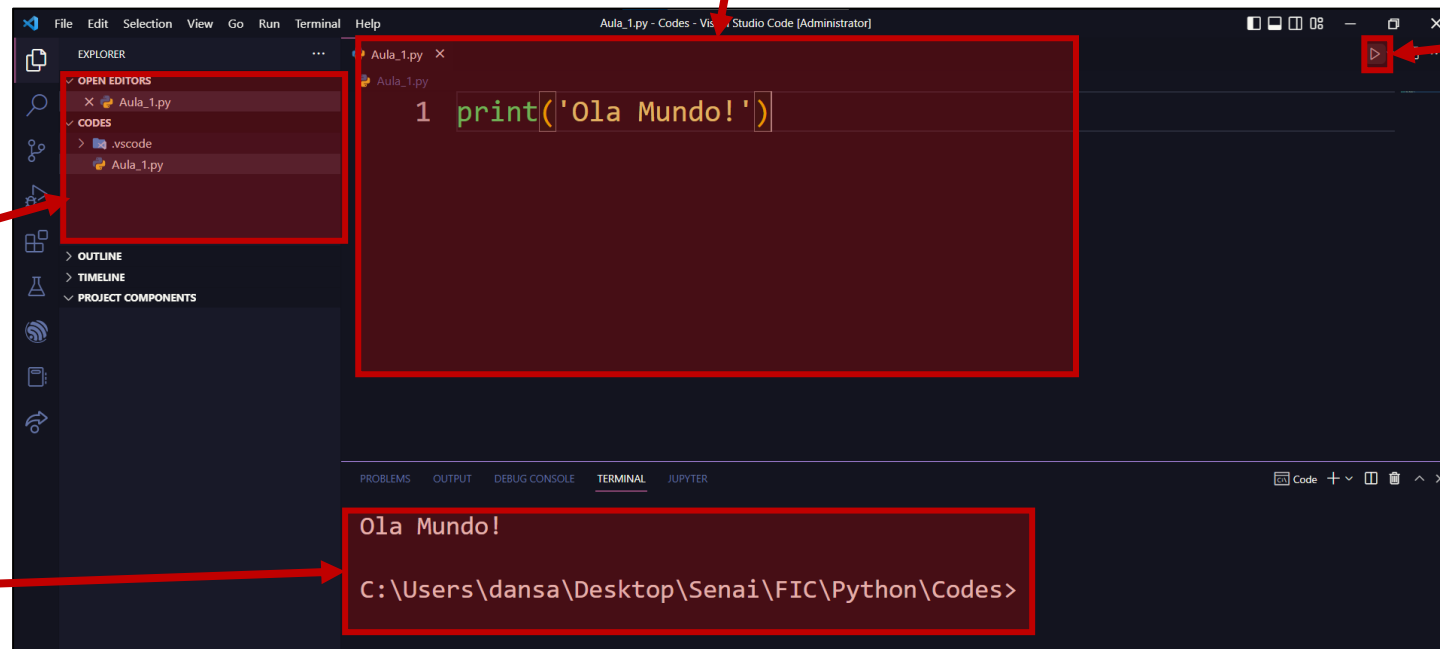 File Edit Selection View Go Run Terminal Help
Aula_1.py - Codes - Studio Code [Administrator]
EXPLORER
OPEN EDITORS
Aula_1.py
CODES
.vscode
Aula_1.py
OUTLINE
TIMELINE
PROJECT COMPONENTS
Aula_1.py
Aula_1.py
1 print('Ola Mundo!')
PROBLEMS OUTPUT DEBUG CONSOLE TERMINAL JUPYTER
Code
Ola Mundo!
C:\Users\dansa\Desktop\Senai\FIC\Python\Codes>